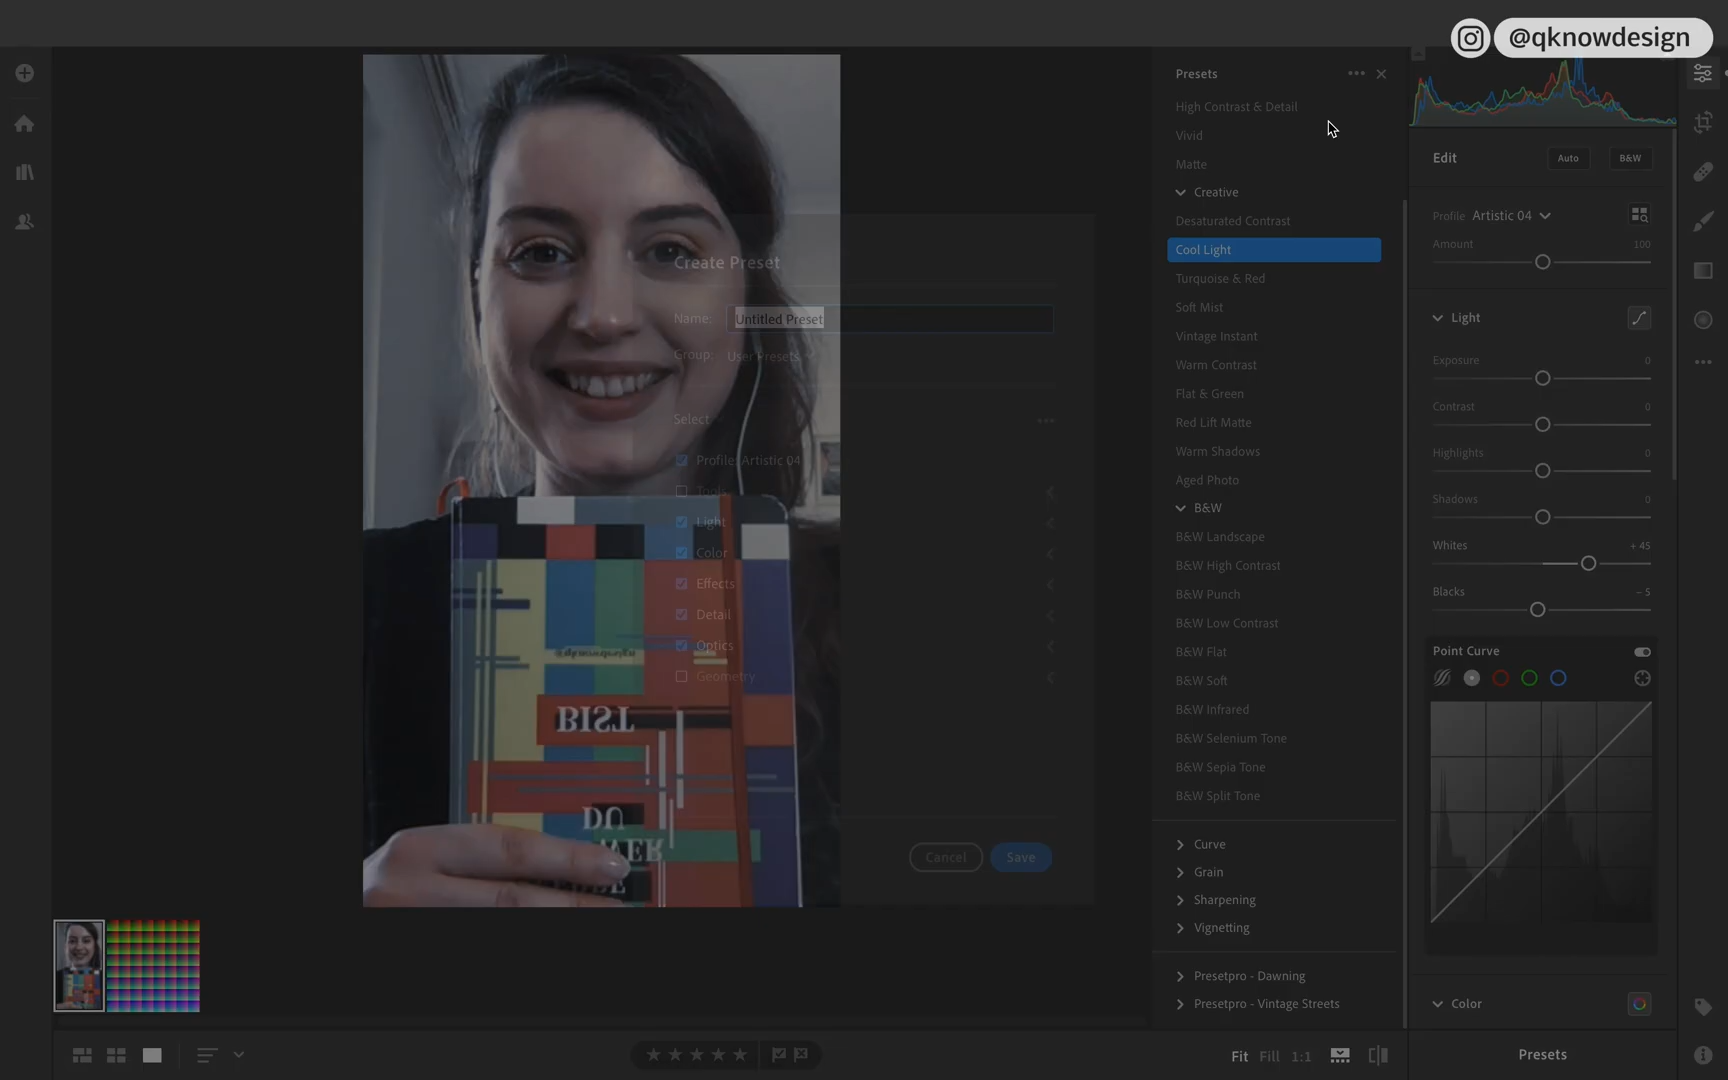 @qknowdesign
Presets
High Contrast & Detail
Vivid
Matte
Creative
Desaturated Contrast
Cool Light
Turquoise & Red
Soft Mist
Vintage Instant
Warm Contrast
Flat & Green
Red Lift Matte
Warm Shadows
Aged Photo
B&W
B&W Landscape
B&W High Contrast
B&W Punch
B&W Low Contrast
B&W Flat
B&W Soft
B&W Infrared
B&W Selenium Tone
B&W Sepia Tone
B&W Split Tone
Curve
Grain
Sharpening
Vignetting
Presetpro - Dawning
Presetpro - Vintage Streets
Edit
Auto
B&W
Profile Artistic 04
Amount 100
Light
Exposure 0
Contrast 0
Highlights 0
Shadows 0
Whites + 45
Blacks – 5
Point Curve
Color
Presets
Create Preset
Name: Untitled Preset
Group: User Presets
Select
Profile: Artistic 04
Tools
Light
Color
Effects
Detail
Optics
Geometry
Cancel
Save
BIST
DU
Fit Fill 1:1